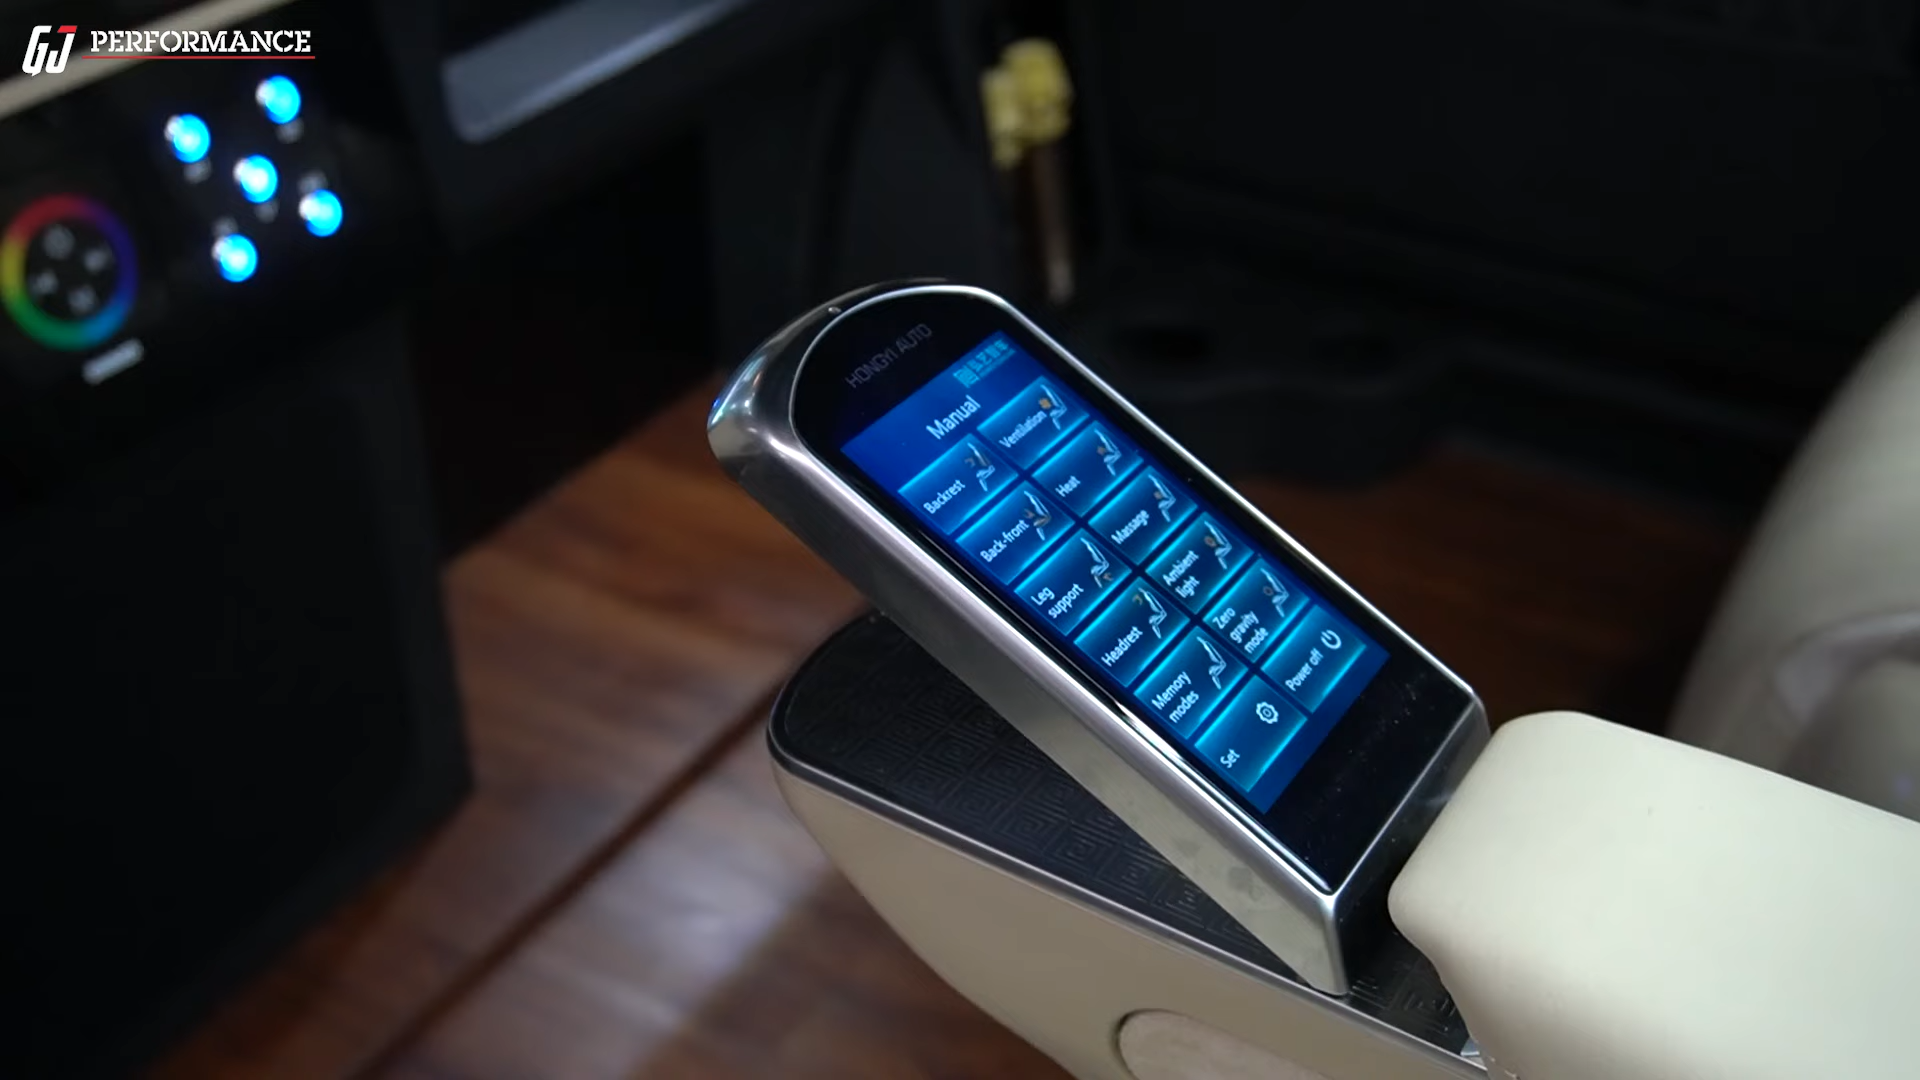 GJ PERFORMANCE
HONGYI AUTO
Manual
Backrest
Ventilation
Back-front
Heat
Leg
support
Massage
Headrest
Ambient
light
Memory
modes
Zero
gravity
mode
Set
Power off